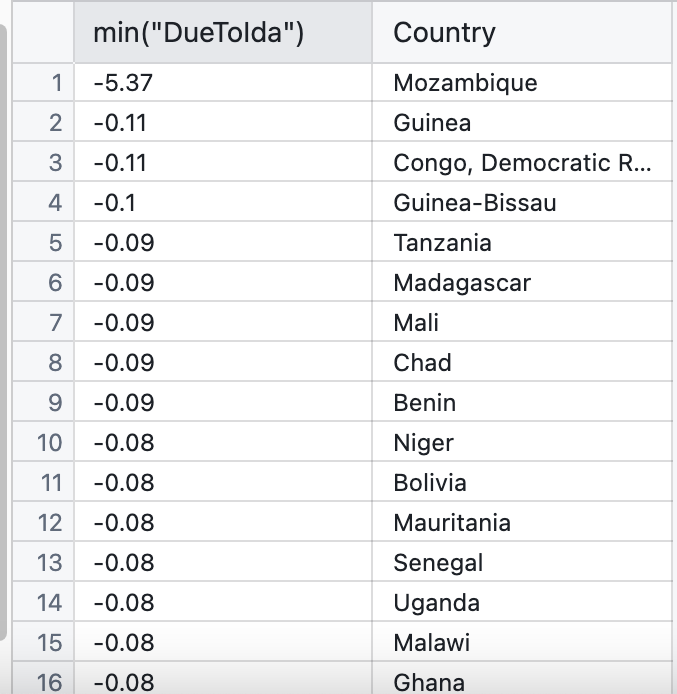 min("DueToIda") Country
1 -5.37 Mozambique
2 -0.11 Guinea
3 -0.11 Congo, Democratic R...
4 -0.1 Guinea-Bissau
5 -0.09 Tanzania
6 -0.09 Madagascar
7 -0.09 Mali
8 -0.09 Chad
9 -0.09 Benin
10 -0.08 Niger
11 -0.08 Bolivia
12 -0.08 Mauritania
13 -0.08 Senegal
14 -0.08 Uganda
15 -0.08 Malawi
16 -0.08 Ghana